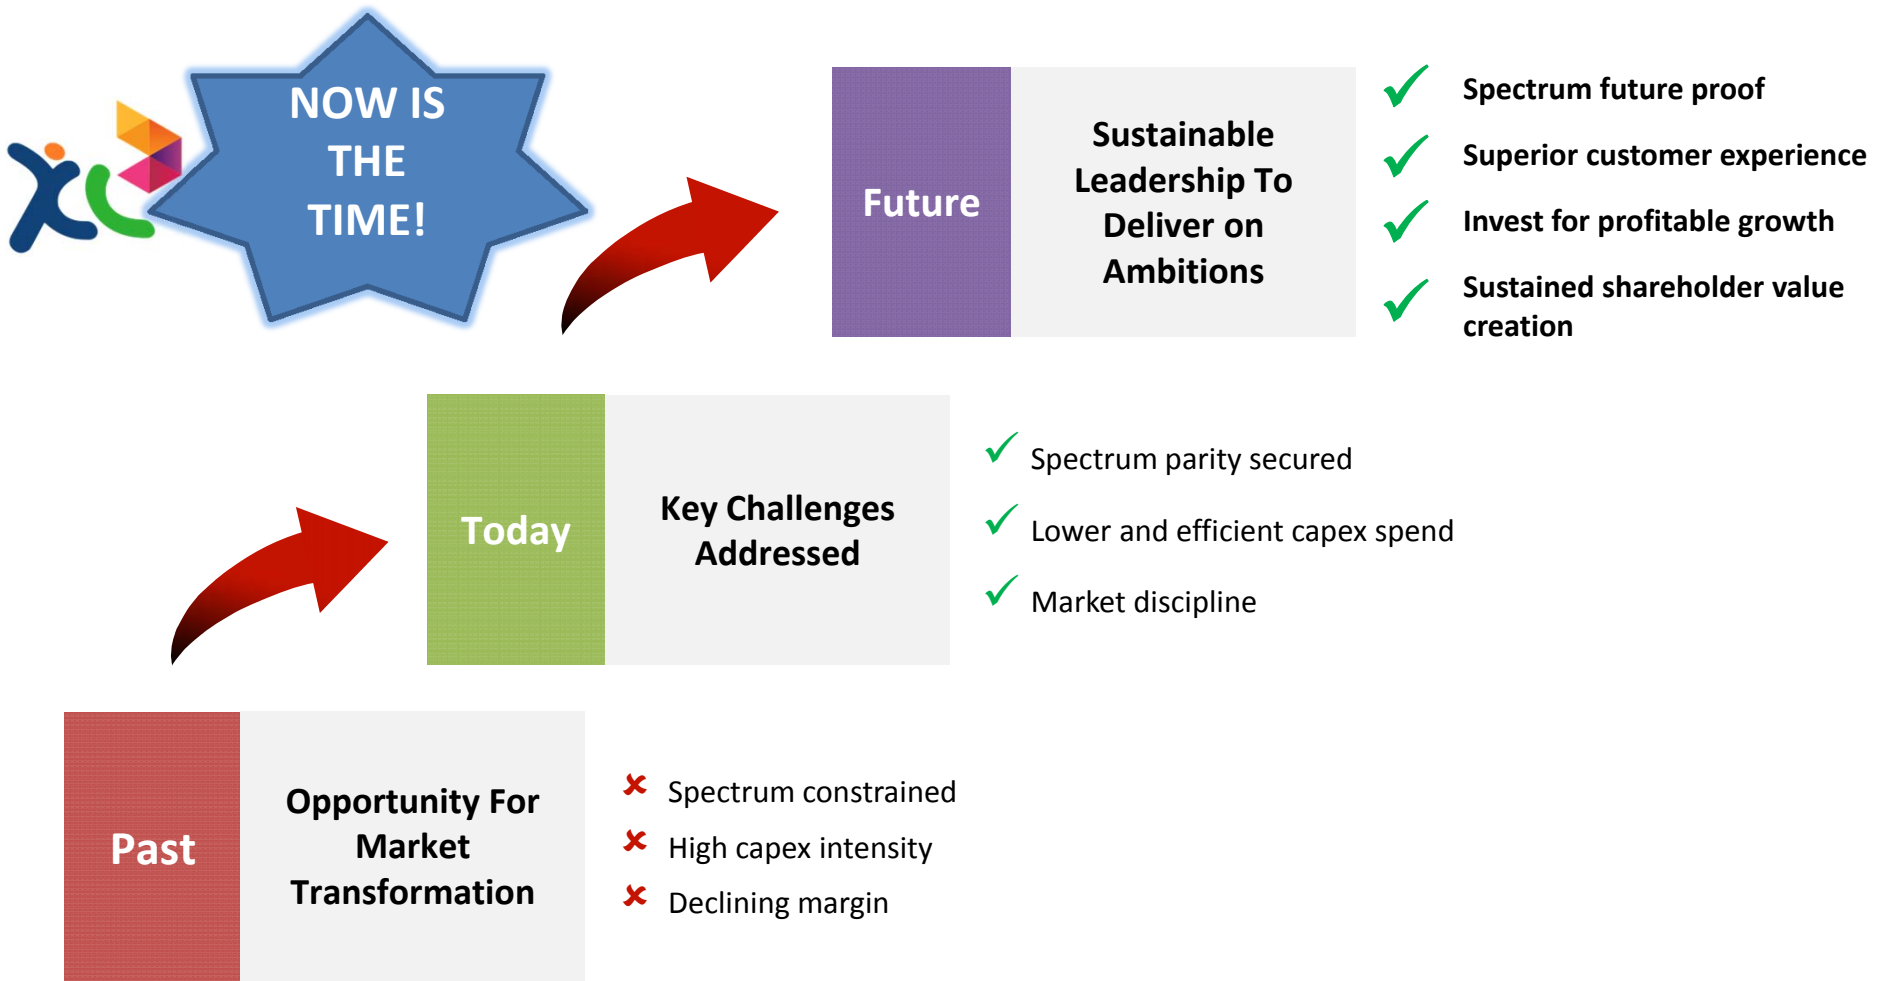 XL
NOW IS
THE
TIME!
Future
Sustainable
Leadership To
Deliver on
Ambitions
Spectrum future proof
Superior customer experience
Invest for profitable growth
Sustained shareholder value
creation
Today
Key Challenges
Addressed
Spectrum parity secured
Lower and efficient capex spend
Market discipline
Past
Opportunity For
Market
Transformation
Spectrum constrained
High capex intensity
Declining margin